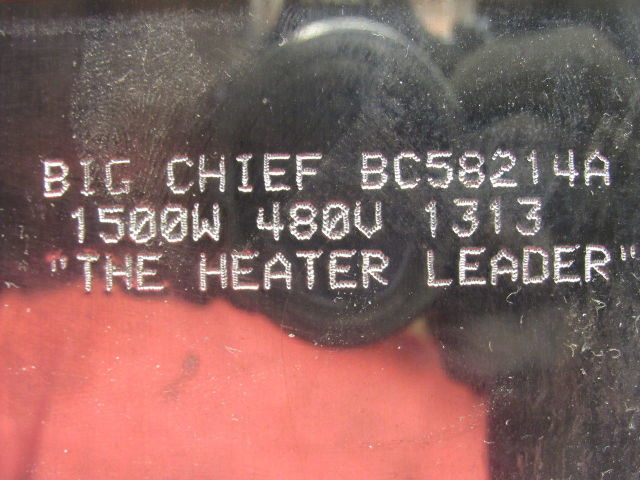 BIG CHIEF BC58214A
1500W 480V 1313
"THE HEATER LEADER"